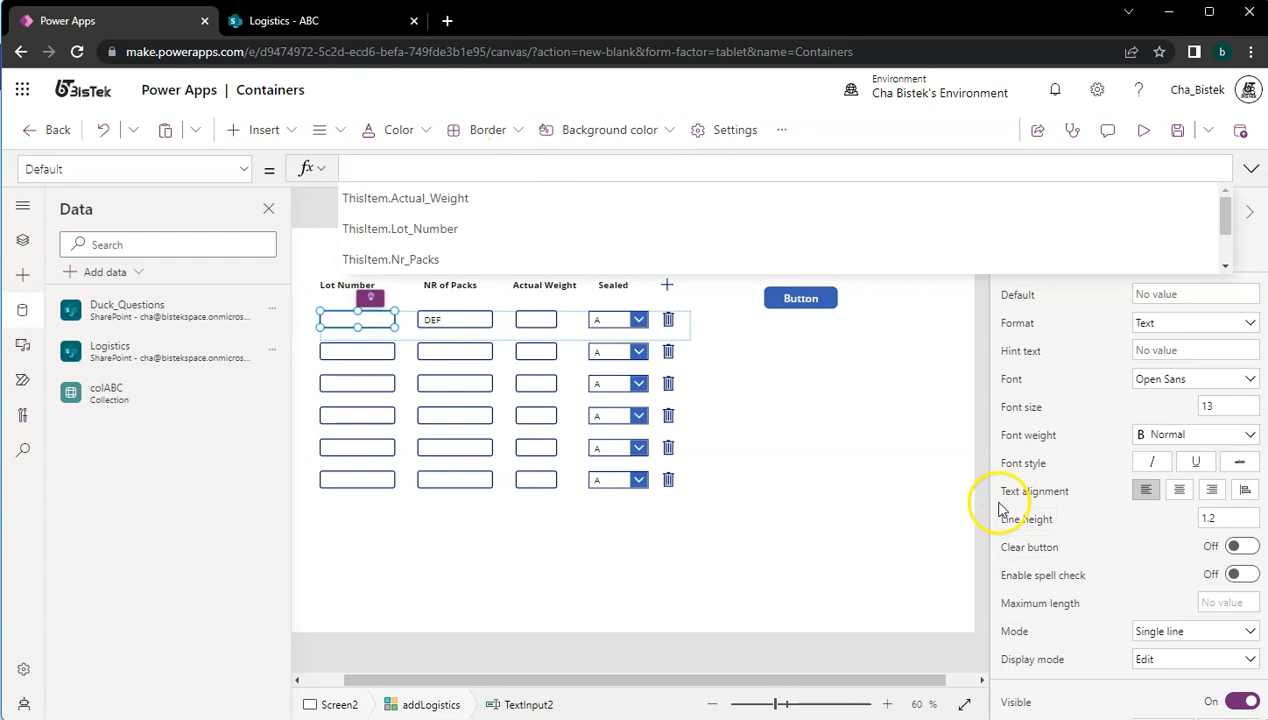 Power Apps
Logistics - ABC
make.powerapps.com/e/d9474972-5c2d-ecd6-befa-749fde3b1e95/canvas/?action=new-blank&form-factor=tablet&name=Containers
b
BisTek
Power Apps | Containers
Environment
Cha Bistek's Environment
Cha_Bistek
Back
Insert
Color
Border
Background color
Settings
Default
=
fx
Data
ThisItem.Actual_Weight
ThisItem.Lot_Number
ThisItem.Nr_Packs
Search
Add data
Duck_Questions
SharePoint - cha@bistekspace.onmicros...
Logistics
SharePoint - cha@bistekspace.onmicros...
colABC
Collection
Lot Number
NR of Packs
Actual Weight
Sealed
Button
DEF
A
A
A
A
A
A
Default
No value
Format
Text
Hint text
No value
Font
Open Sans
Font size
13
Font weight
B Normal
Font style
/
U
abc
Text alignment
Line height
1.2
Clear button
Off
Enable spell check
Off
Maximum length
No value
Mode
Single line
Display mode
Edit
Visible
On
Screen2
addLogistics
TextInput2
60 %